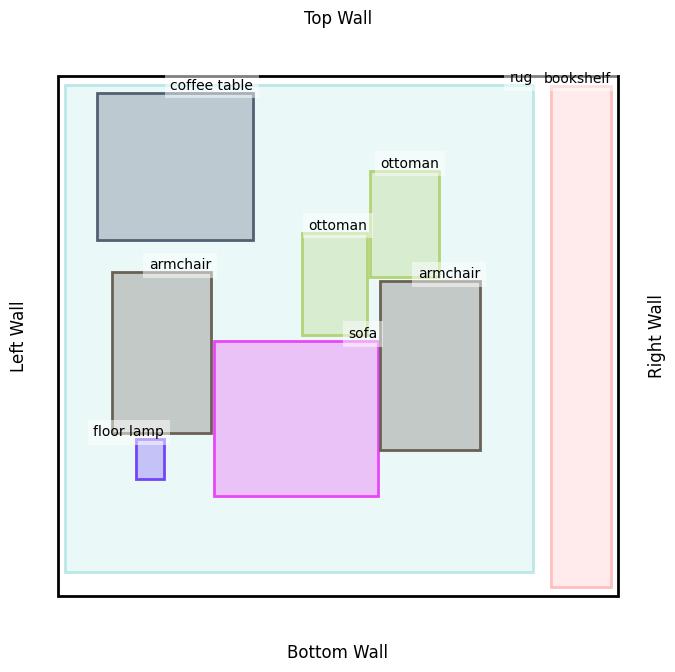 Top Wall
rug
bookshelf
coffee table
ottoman
ottoman
armchair
armchair
Left Wall
Right Wall
sofa
floor lamp
Bottom Wall